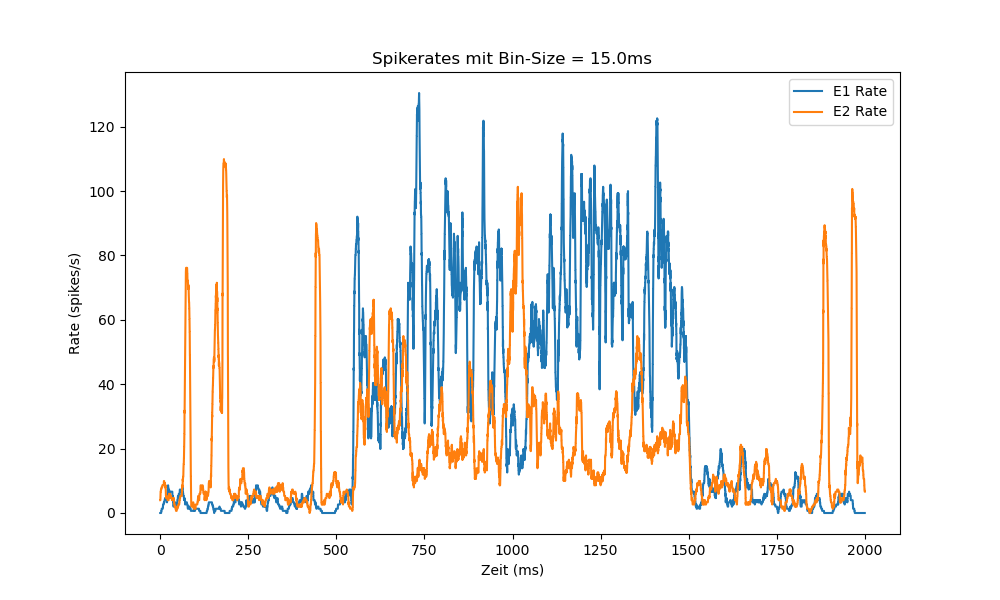 Spikerates mit Bin-Size = 15.0ms
E1 Rate
E2 Rate
120
100
80
60
40
20
0
Rate (spikes/s)
0 250 500 750 1000 1250 1500 1750 2000
Zeit (ms)